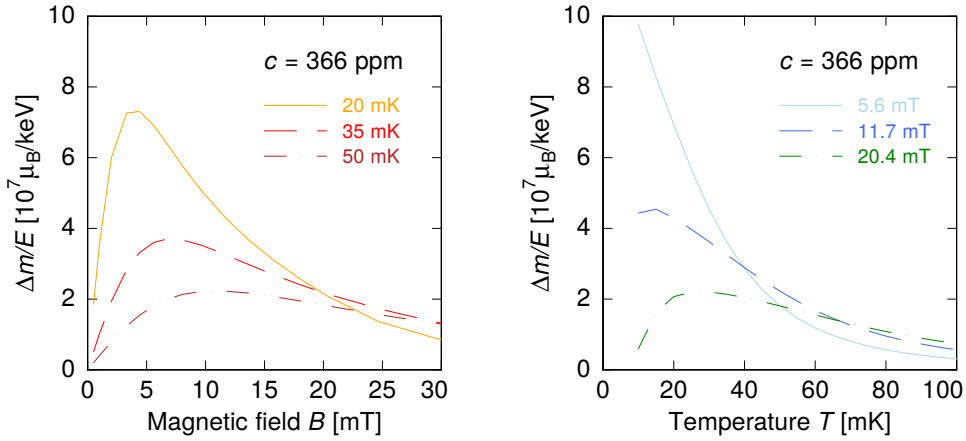 10
8
6
4
2
0
Δm/E [10⁷μ_B/keV]
c = 366 ppm
20 mK
35 mK
50 mK
0 5 10 15 20 25 30
Magnetic field B [mT]
10
8
6
4
2
0
Δm/E [10⁷μ_B/keV]
c = 366 ppm
5.6 mT
11.7 mT
20.4 mT
0 20 40 60 80 100
Temperature T [mK]